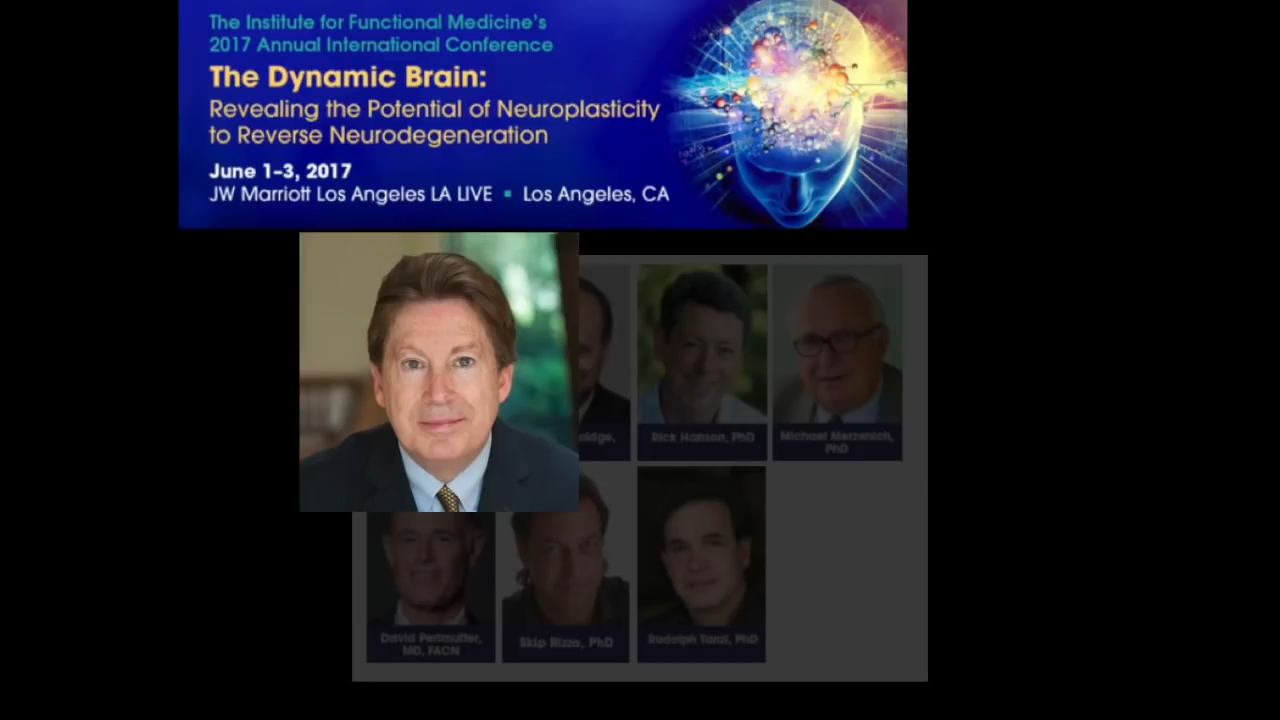 The Institute for Functional Medicine's
2017 Annual International Conference
The Dynamic Brain:
Revealing the Potential of Neuroplasticity
to Reverse Neurodegeneration
June 1-3, 2017
JW Marriott Los Angeles LA LIVE ▪ Los Angeles, CA
Rick Hanson, PhD
Michael Merzenich,
PhD
David Perlmutter,
MD, FACN
Skip Rizzo, PhD
Rudolph Tanzi, PhD